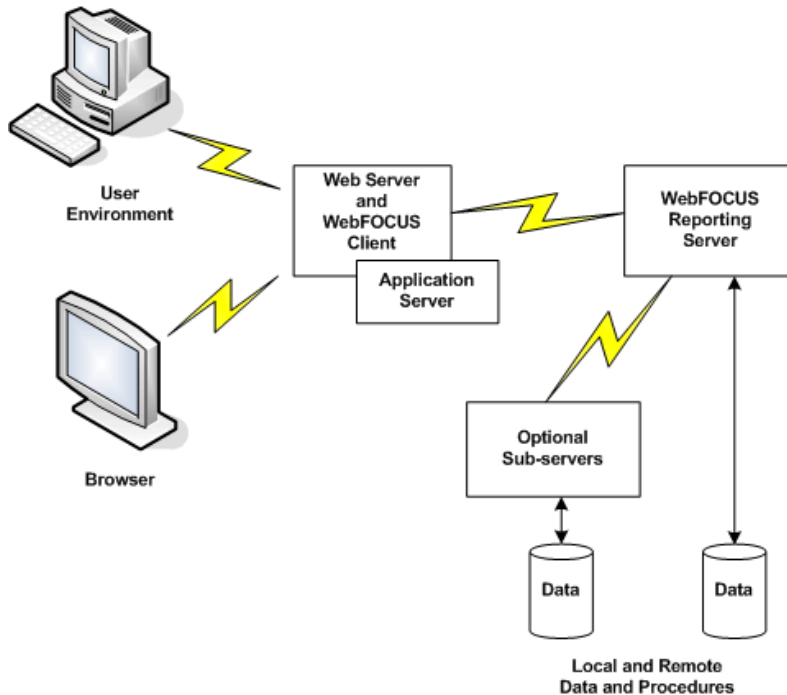 User
Environment
Web Server
and
WebFOCUS
Client
Application
Server
WebFOCUS
Reporting
Server
Browser
Optional
Sub-servers
Data
Data
Local and Remote
Data and Procedures